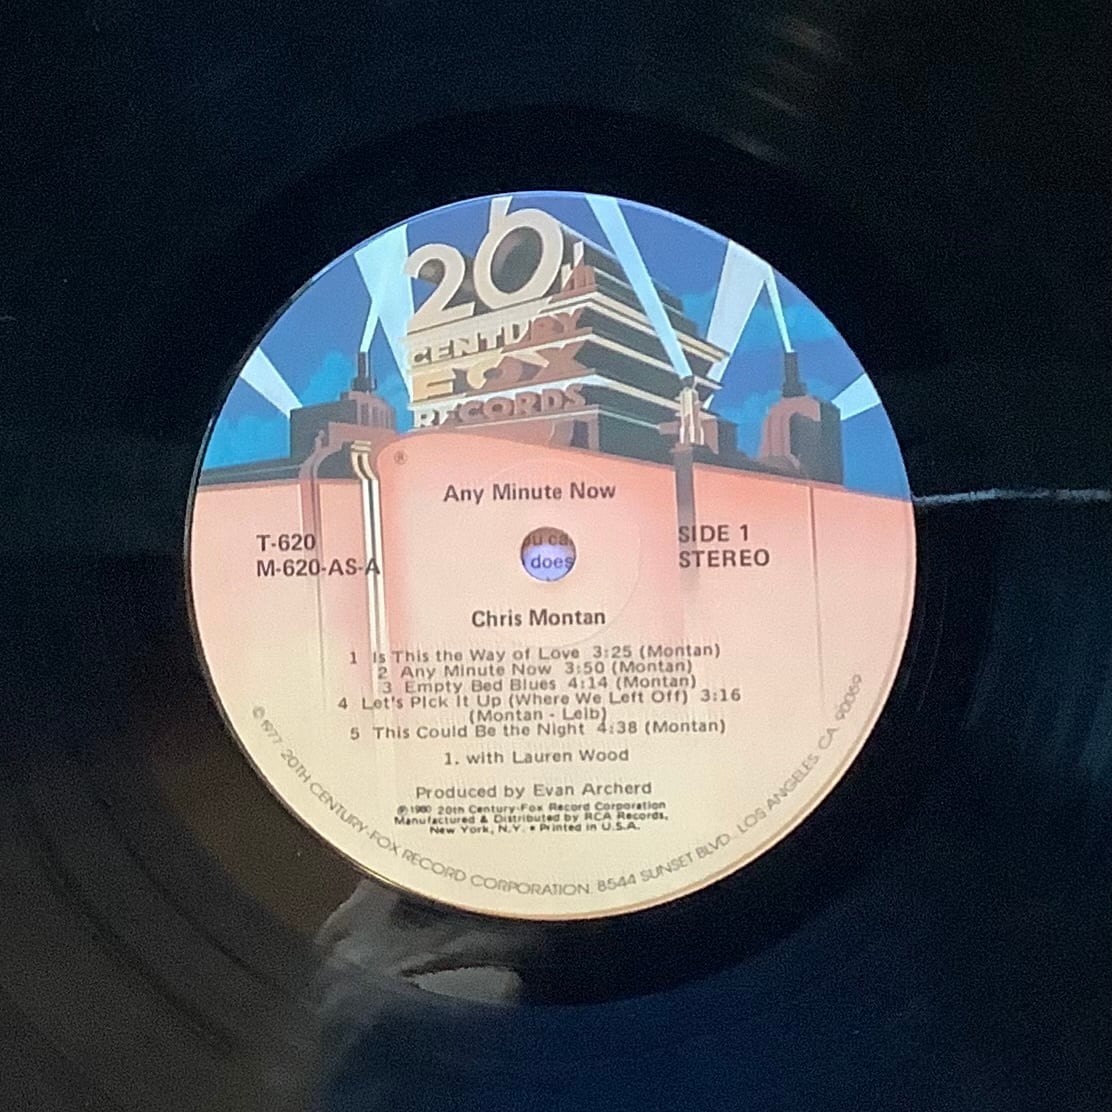 20th
CENTURY
FOX
RECORDS
®
Any Minute Now
T-620
M-620-AS-A
SIDE 1
STEREO
ou ca
does
Chris Montan
1 Is This the Way of Love 3:25 (Montan)
2 Any Minute Now 3:50 (Montan)
3 Empty Bed Blues 4:14 (Montan)
4 Let's Pick It Up (Where We Left Off) 3:16
(Montan - Leib)
5 This Could Be the Night 4:38 (Montan)
1. with Lauren Wood
Produced by Evan Archerd
℗ 1980 20th Century-Fox Record Corporation
Manufactured & Distributed by RCA Records,
New York, N.Y. • Printed in U.S.A.
© 1977 20TH CENTURY-FOX RECORD CORPORATION, 8544 SUNSET BLVD., LOS ANGELES, CA. 90069